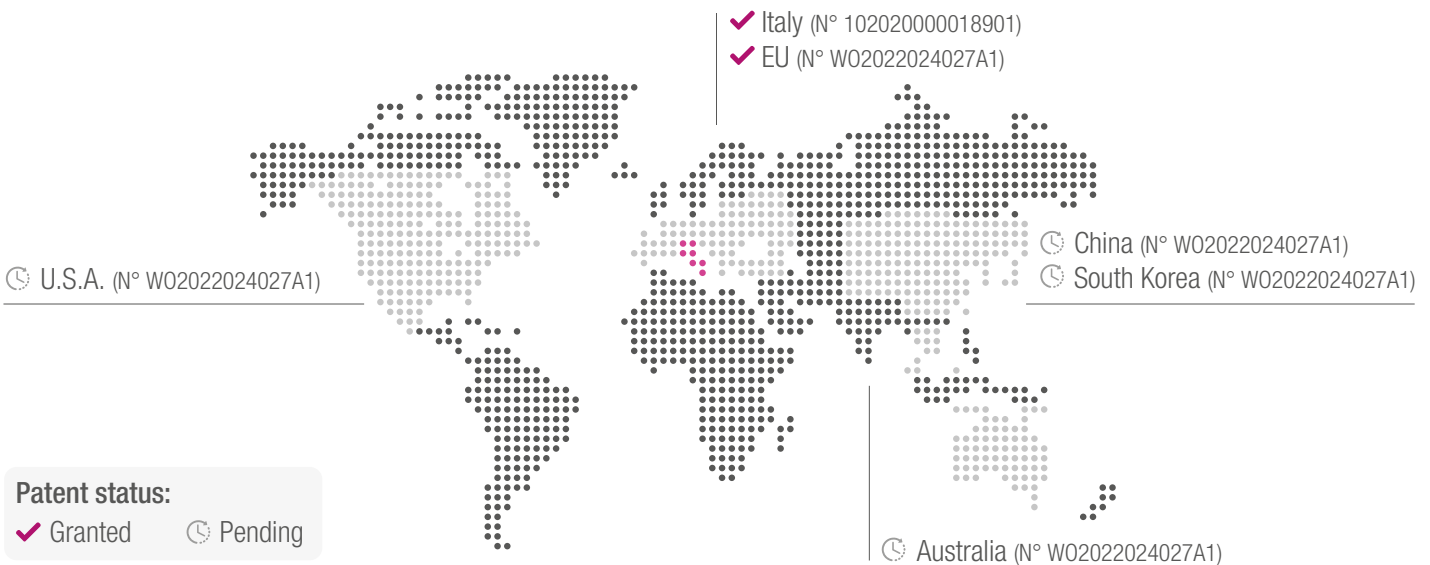 Italy (N° 102020000018901)
EU (N° WO2022024027A1)
China (N° WO2022024027A1)
U.S.A. (N° WO2022024027A1)
South Korea (N° WO2022024027A1)
Patent status:
Granted Pending
Australia (N° WO2022024027A1)